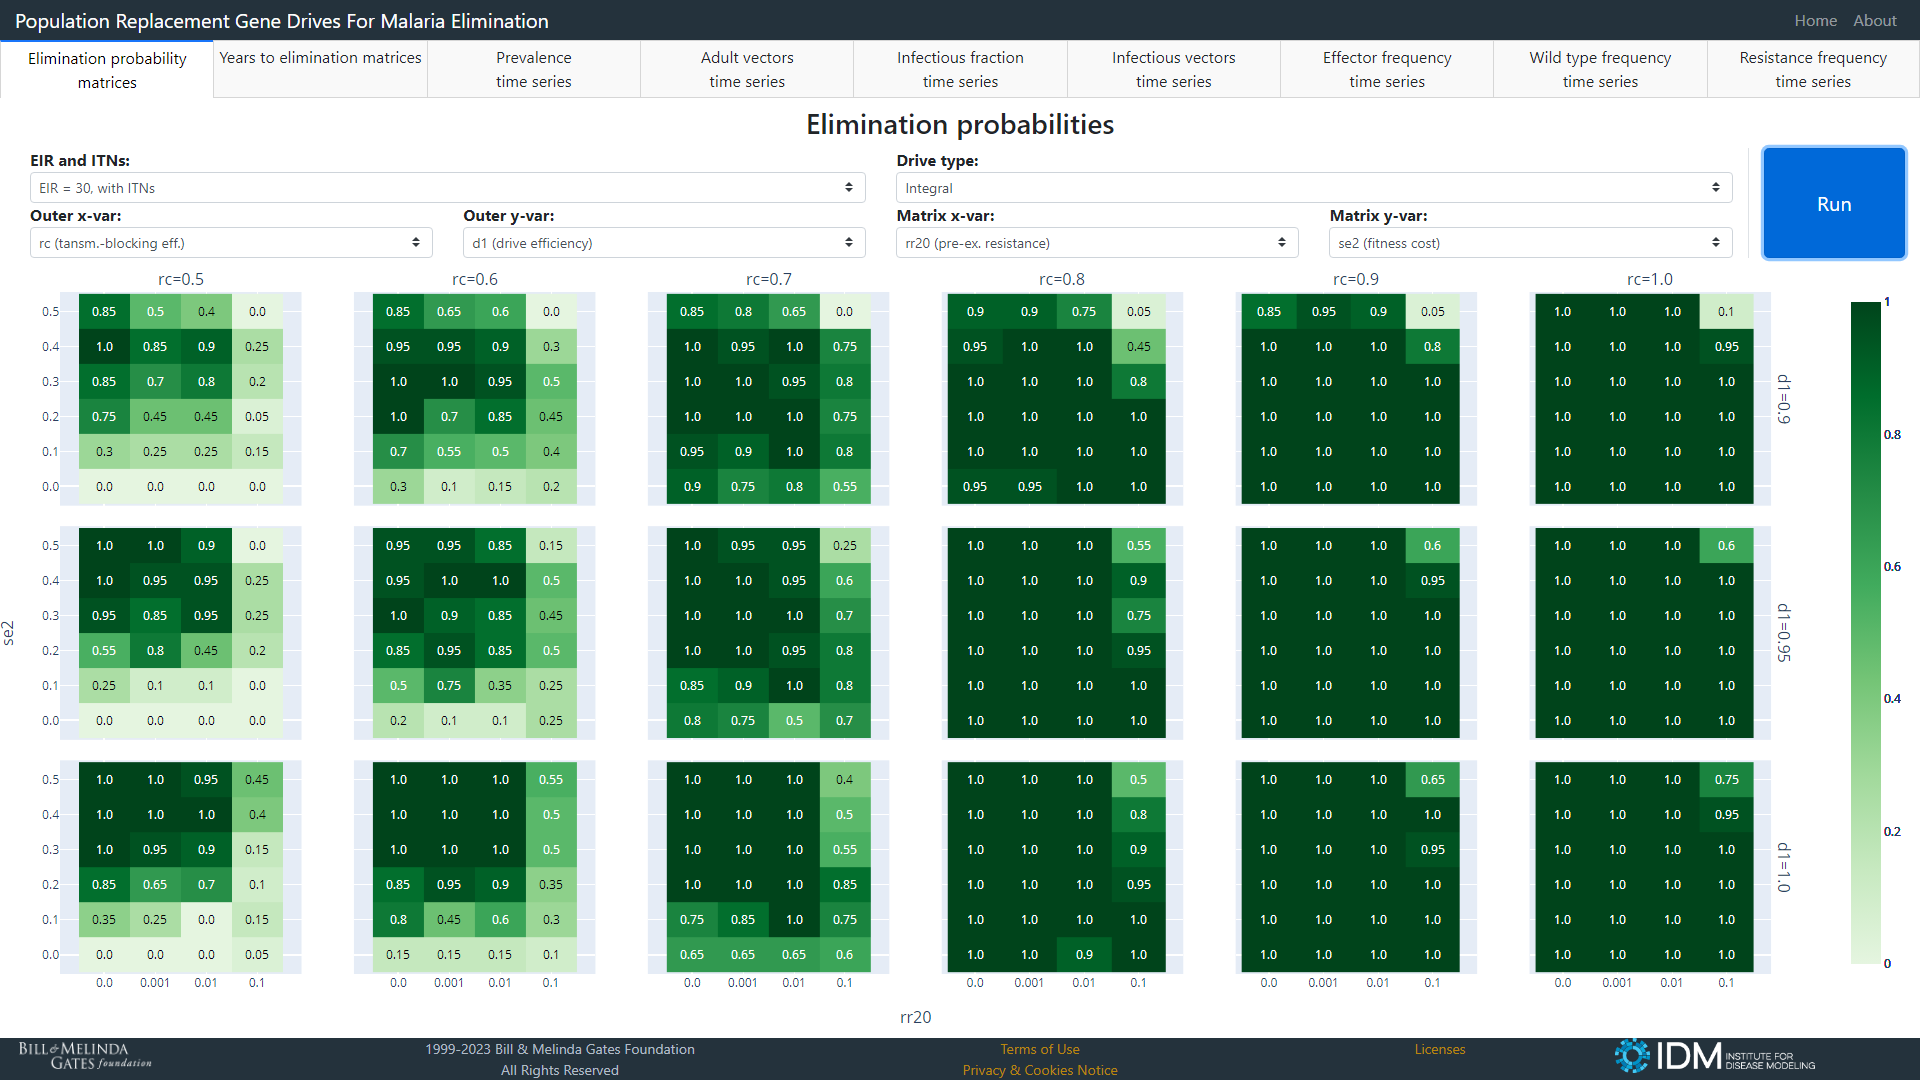 Population Replacement Gene Drives For Malaria Elimination
Home About
Elimination probability matrices
Years to elimination matrices
Prevalence time series
Adult vectors time series
Infectious fraction time series
Infectious vectors time series
Effector frequency time series
Wild type frequency time series
Resistance frequency time series
Elimination probabilities
EIR and ITNs:
EIR = 30, with ITNs
Drive type:
Integral
Run
Outer x-var:
rc (tansm.-blocking eff.)
Outer y-var:
d1 (drive efficiency)
Matrix x-var:
rr20 (pre-ex. resistance)
Matrix y-var:
se2 (fitness cost)
rc=0.5 rc=0.6 rc=0.7 rc=0.8 rc=0.9 rc=1.0
0.5 0.85 0.5 0.4 0.0 0.85 0.65 0.6 0.0 0.85 0.8 0.65 0.0 0.9 0.9 0.75 0.05 0.85 0.95 0.9 0.05 1.0 1.0 1.0 0.1
0.4 1.0 0.85 0.9 0.25 0.95 0.95 0.9 0.3 1.0 0.95 1.0 0.75 0.95 1.0 1.0 0.45 1.0 1.0 1.0 0.8 1.0 1.0 1.0 0.95
0.3 0.85 0.7 0.8 0.2 1.0 1.0 0.95 0.5 1.0 1.0 0.95 0.8 1.0 1.0 1.0 0.8 1.0 1.0 1.0 1.0 1.0 1.0 1.0 1.0
0.2 0.75 0.45 0.45 0.05 1.0 0.7 0.85 0.45 1.0 1.0 1.0 0.75 1.0 1.0 1.0 1.0 1.0 1.0 1.0 1.0 1.0 1.0 1.0 1.0
0.1 0.3 0.25 0.25 0.15 0.7 0.55 0.5 0.4 0.95 0.9 1.0 0.8 1.0 1.0 1.0 1.0 1.0 1.0 1.0 1.0 1.0 1.0 1.0 1.0
0.0 0.0 0.0 0.0 0.0 0.3 0.1 0.15 0.2 0.9 0.75 0.8 0.55 0.95 0.95 1.0 1.0 1.0 1.0 1.0 1.0 1.0 1.0 1.0 1.0
d1=0.9
0.5 1.0 1.0 0.9 0.0 0.95 0.95 0.85 0.15 1.0 0.95 0.95 0.25 1.0 1.0 1.0 0.55 1.0 1.0 1.0 0.6 1.0 1.0 1.0 0.6
0.4 1.0 0.95 0.95 0.25 0.95 1.0 1.0 0.5 1.0 1.0 0.95 0.6 1.0 1.0 1.0 0.9 1.0 1.0 1.0 0.95 1.0 1.0 1.0 1.0
0.3 0.95 0.85 0.95 0.25 1.0 0.9 0.85 0.45 1.0 1.0 1.0 0.7 1.0 1.0 1.0 0.75 1.0 1.0 1.0 1.0 1.0 1.0 1.0 1.0
0.2 0.55 0.8 0.45 0.2 0.85 0.95 0.85 0.5 1.0 1.0 0.95 0.8 1.0 1.0 1.0 0.95 1.0 1.0 1.0 1.0 1.0 1.0 1.0 1.0
0.1 0.25 0.1 0.1 0.0 0.5 0.75 0.35 0.25 0.85 0.9 1.0 0.8 1.0 1.0 1.0 1.0 1.0 1.0 1.0 1.0 1.0 1.0 1.0 1.0
0.0 0.0 0.0 0.0 0.0 0.2 0.1 0.1 0.25 0.8 0.75 0.5 0.7 1.0 1.0 1.0 1.0 1.0 1.0 1.0 1.0 1.0 1.0 1.0 1.0
d1=0.95
se2
0.5 1.0 1.0 0.95 0.45 1.0 1.0 1.0 0.55 1.0 1.0 1.0 0.4 1.0 1.0 1.0 0.5 1.0 1.0 1.0 0.65 1.0 1.0 1.0 0.75
0.4 1.0 1.0 1.0 0.4 1.0 1.0 1.0 0.5 1.0 1.0 1.0 0.5 1.0 1.0 1.0 0.8 1.0 1.0 1.0 1.0 1.0 1.0 1.0 0.95
0.3 1.0 0.95 0.9 0.15 1.0 1.0 1.0 0.5 1.0 1.0 1.0 0.55 1.0 1.0 1.0 0.9 1.0 1.0 1.0 0.95 1.0 1.0 1.0 1.0
0.2 0.85 0.65 0.7 0.1 0.85 0.95 0.9 0.35 1.0 1.0 1.0 0.85 1.0 1.0 1.0 0.95 1.0 1.0 1.0 1.0 1.0 1.0 1.0 1.0
0.1 0.35 0.25 0.0 0.15 0.8 0.45 0.6 0.3 0.75 0.85 1.0 0.75 1.0 1.0 1.0 1.0 1.0 1.0 1.0 1.0 1.0 1.0 1.0 1.0
0.0 0.0 0.0 0.0 0.05 0.15 0.15 0.15 0.1 0.65 0.65 0.65 0.6 1.0 1.0 0.9 1.0 1.0 1.0 1.0 1.0 1.0 1.0 1.0 1.0
d1=1.0
0.0 0.001 0.01 0.1 0.0 0.001 0.01 0.1 0.0 0.001 0.01 0.1 0.0 0.001 0.01 0.1 0.0 0.001 0.01 0.1 0.0 0.001 0.01 0.1
rr20
1
0.8
0.6
0.4
0.2
0
BILL & MELINDA
GATES foundation
1999-2023 Bill & Melinda Gates Foundation
All Rights Reserved
Terms of Use
Privacy & Cookies Notice
Licenses
IDM INSTITUTE FOR
DISEASE MODELING